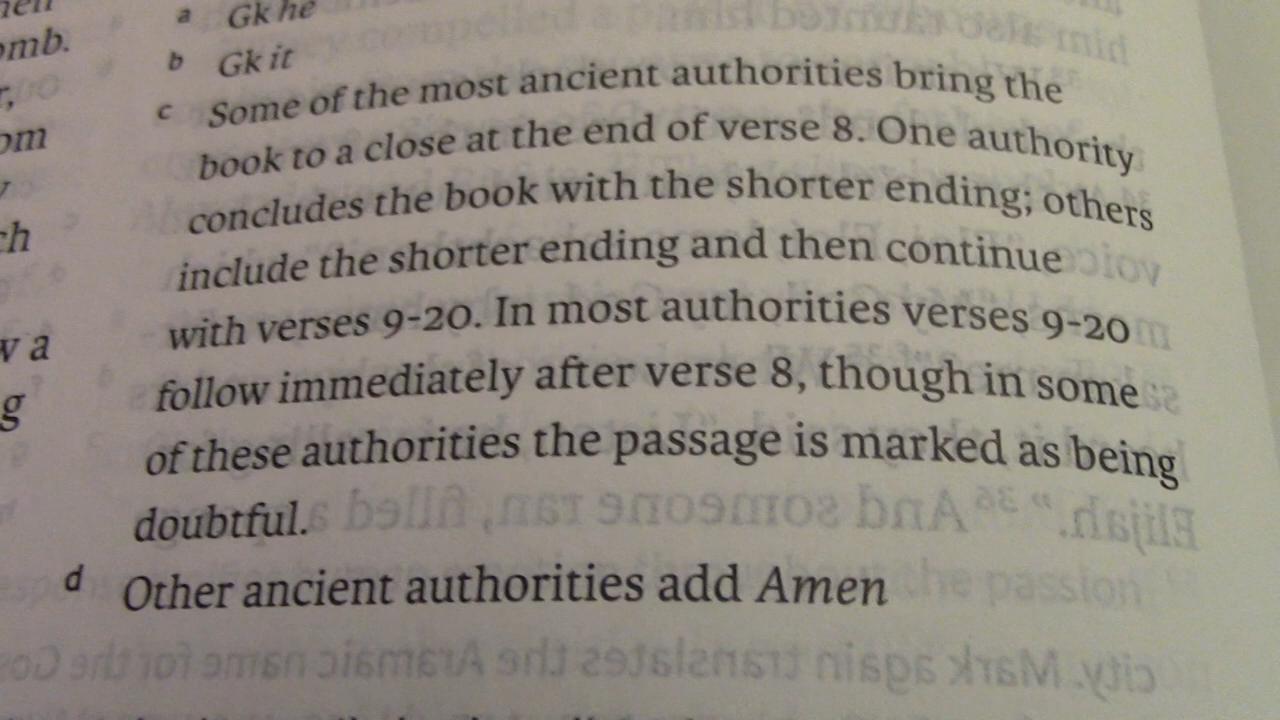 omb.
om
ch
w a
g
a Gk he
b Gk it
c Some of the most ancient authorities bring the
book to a close at the end of verse 8. One authority
concludes the book with the shorter ending; others
include the shorter ending and then continue
with verses 9-20. In most authorities verses 9-20
follow immediately after verse 8, though in some
of these authorities the passage is marked as being
doubtful.
d Other ancient authorities add Amen